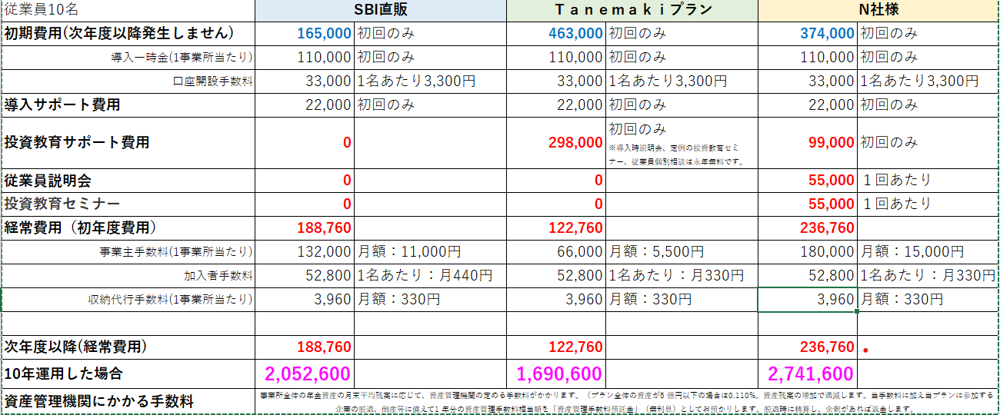 従業員10名 SBI直販 Ｔａｎｅｍａｋｉプラン N社様
初期費用(次年度以降発生しません) 165,000 初回のみ 463,000 初回のみ 374,000 初回のみ
導入一時金(1事業所当たり) 110,000 初回のみ 110,000 初回のみ 110,000 初回のみ
口座開設手数料 33,000 1名あたり3,300円 33,000 1名あたり3,300円 33,000 1名あたり3,300円
導入サポート費用 22,000 初回のみ 22,000 初回のみ 22,000 初回のみ
投資教育サポート費用 0 298,000 初回のみ 99,000 初回のみ
※導入時説明会、定例の投資教育セミ
ナー、従業員個別相談は永年無料です。
従業員説明会 0 0 55,000 １回あたり
投資教育セミナー 0 0 55,000 １回あたり
経常費用（初年度費用） 188,760 122,760 236,760
事業主手数料(1事業所当たり) 132,000 月額：11,000円 66,000 月額：5,500円 180,000 月額：15,000円
加入者手数料 52,800 1名あたり：月440円 52,800 1名あたり：月330円 52,800 1名あたり：月330円
収納代行手数料(1事業所当たり) 3,960 月額：330円 3,960 月額：330円 3,960 月額：330円
次年度以降(経常費用) 188,760 122,760 236,760 .
10年運用した場合 2,052,600 1,690,600 2,741,600
資産管理機関にかかる手数料 事業所全体の年金資産の月末平均残高に応じて、資産管理機関の定める手数料がかかります。（プラン全体の資産が5 億円以下の場合は0.110%。資産残高の増加で逓減します。当手数料に加え当プランに参加する
企業の脱退、倒産等に備えて1 年分の資産管理手数料相当額を「資産管理手数料預託金」（無利息）としてお預かりします。脱退時に精算し、余剰があれば返金します。